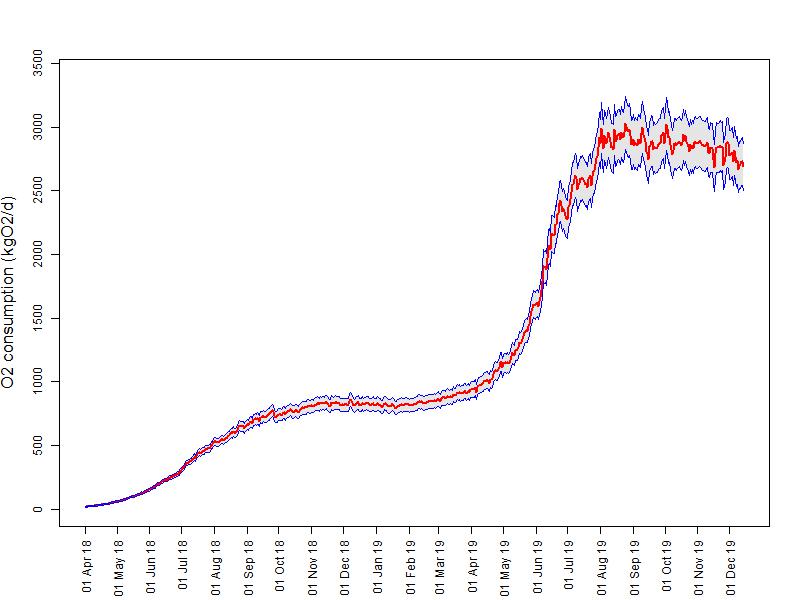 O2 consumption (kgO2/d)
3500
3000
2500
2000
1500
1000
500
0
01 Apr 18
01 May 18
01 Jun 18
01 Jul 18
01 Aug 18
01 Sep 18
01 Oct 18
01 Nov 18
01 Dec 18
01 Jan 19
01 Feb 19
01 Mar 19
01 Apr 19
01 May 19
01 Jun 19
01 Jul 19
01 Aug 19
01 Sep 19
01 Oct 19
01 Nov 19
01 Dec 19